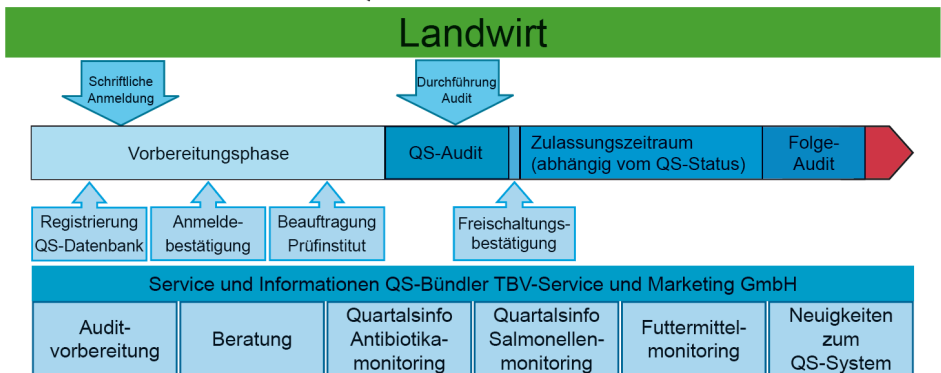 Landwirt
Schriftliche
Anmeldung
Durchführung
Audit
Vorbereitungsphase
QS-Audit
Zulassungszeitraum
(abhängig vom QS-Status)
Folge-
Audit
Registrierung
QS-Datenbank
Anmelde-
bestätigung
Beauftragung
Prüfinstitut
Freischaltungs-
bestätigung
Service und Informationen QS-Bündler TBV-Service und Marketing GmbH
Audit-
vorbereitung
Beratung
Quartalsinfo
Antibiotika-
monitoring
Quartalsinfo
Salmonellen-
monitoring
Futtermittel-
monitoring
Neuigkeiten
zum
QS-System